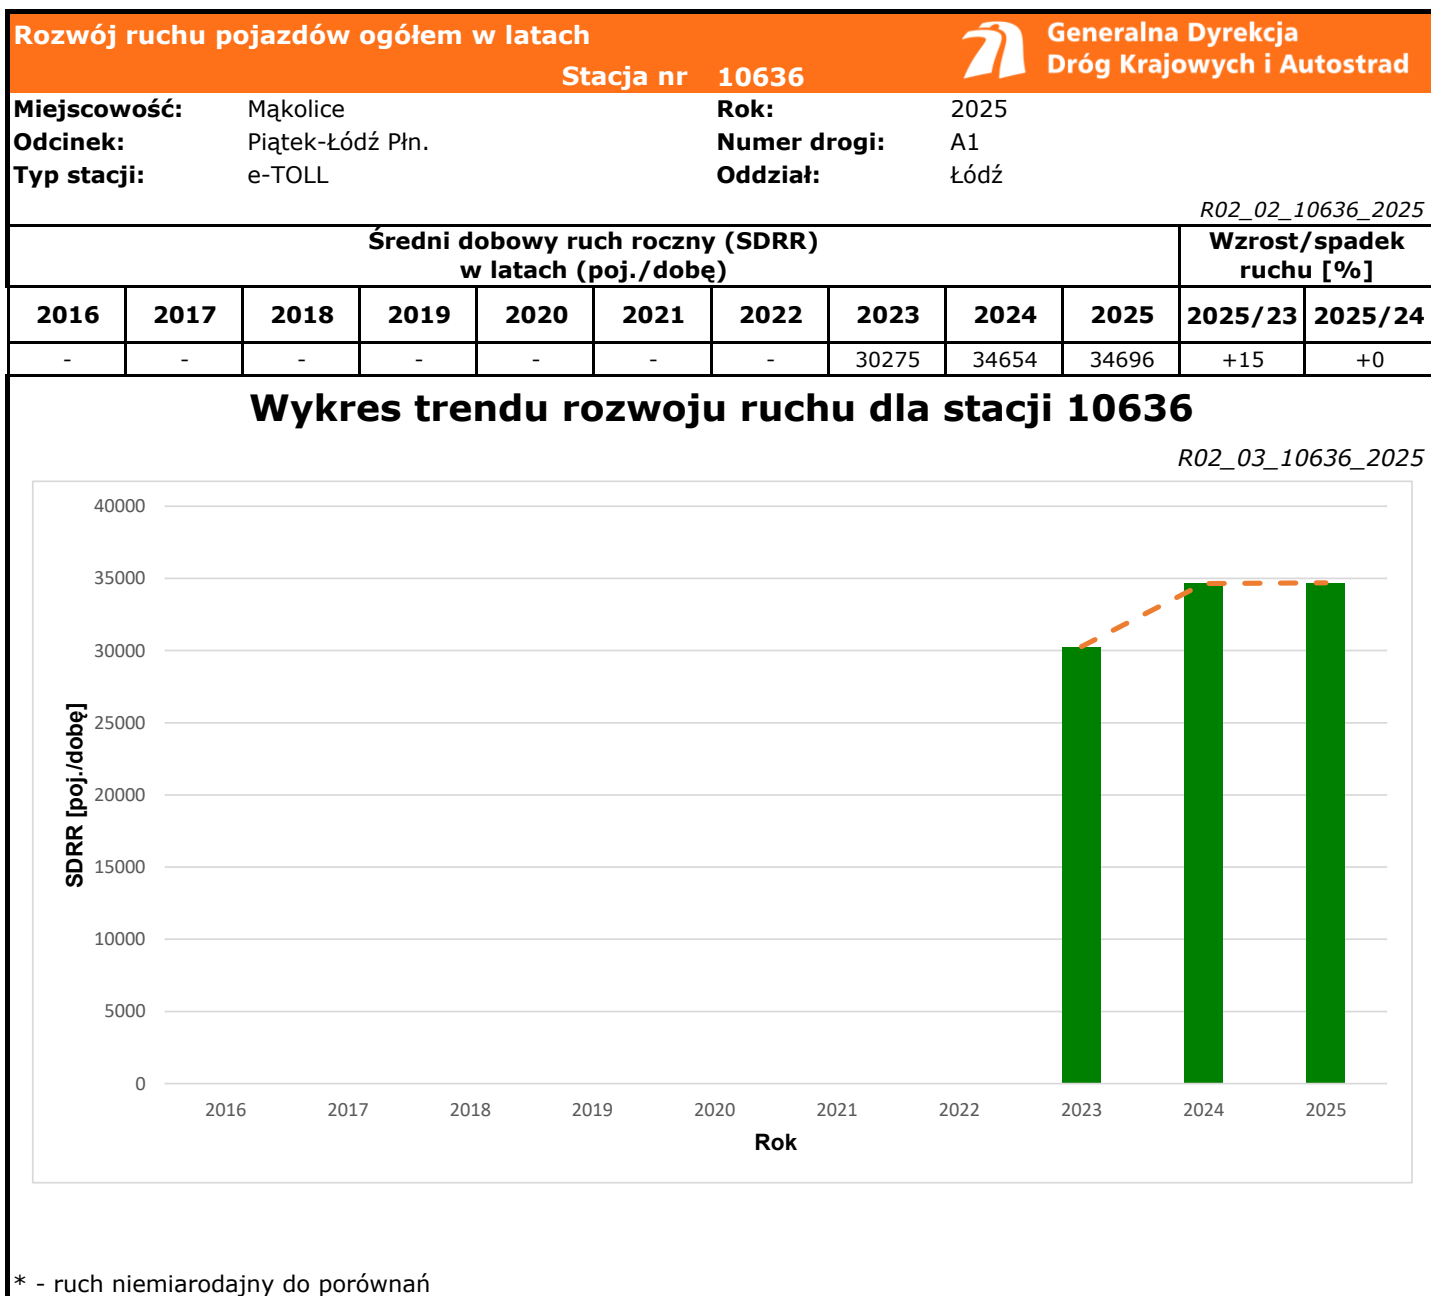 Rozwój ruchu pojazdów ogółem w latach
Generalna Dyrekcja
Dróg Krajowych i Autostrad
Stacja nr 10636
Miejscowość: Mąkolice Rok: 2025
Odcinek: Piątek-Łódź Płn. Numer drogi: A1
Typ stacji: e-TOLL Oddział: Łódź
R02_02_10636_2025
Średni dobowy ruch roczny (SDRR)
w latach (poj./dobę)
Wzrost/spadek
ruchu [%]
2016 2017 2018 2019 2020 2021 2022 2023 2024 2025 2025/23 2025/24
- - - - - - - 30275 34654 34696 +15 +0
Wykres trendu rozwoju ruchu dla stacji 10636
R02_03_10636_2025
40000
35000
30000
25000
20000
15000
10000
5000
0
SDRR [poj./dobę]
2016 2017 2018 2019 2020 2021 2022 2023 2024 2025
Rok
* - ruch niemiarodajny do porównań